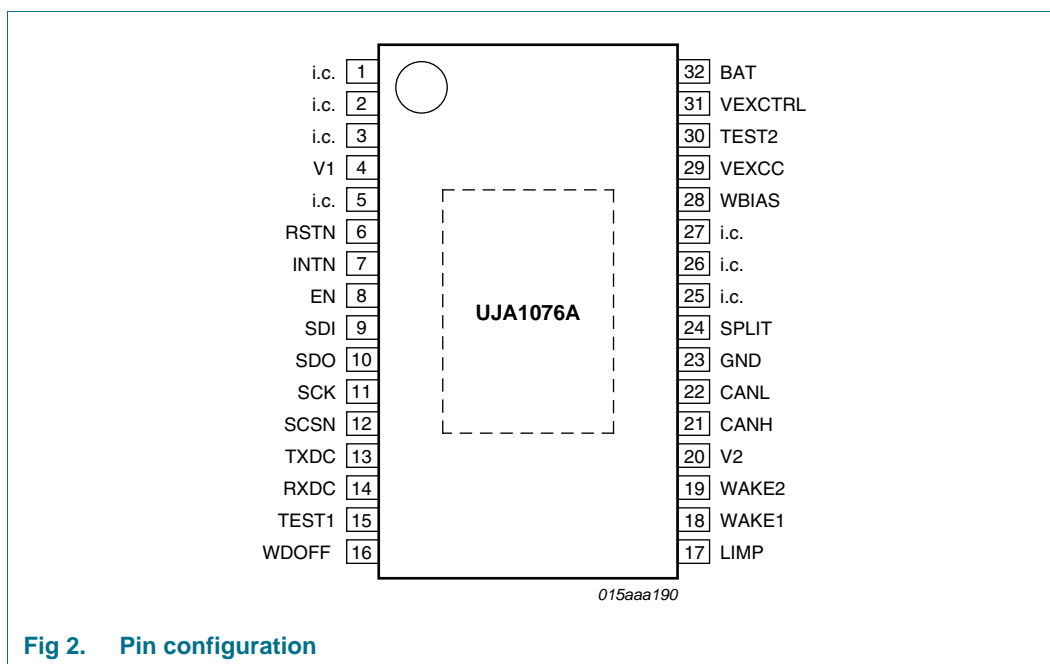 i.c. 1 32 BAT
i.c. 2 31 VEXCTRL
i.c. 3 30 TEST2
V1 4 29 VEXCC
i.c. 5 28 WBIAS
RSTN 6 27 i.c.
INTN 7 26 i.c.
EN 8 25 i.c.
UJA1076A
SDI 9 24 SPLIT
SDO 10 23 GND
SCK 11 22 CANL
SCSN 12 21 CANH
TXDC 13 20 V2
RXDC 14 19 WAKE2
TEST1 15 18 WAKE1
WDOFF 16 17 LIMP
015aaa190
Fig 2. Pin configuration